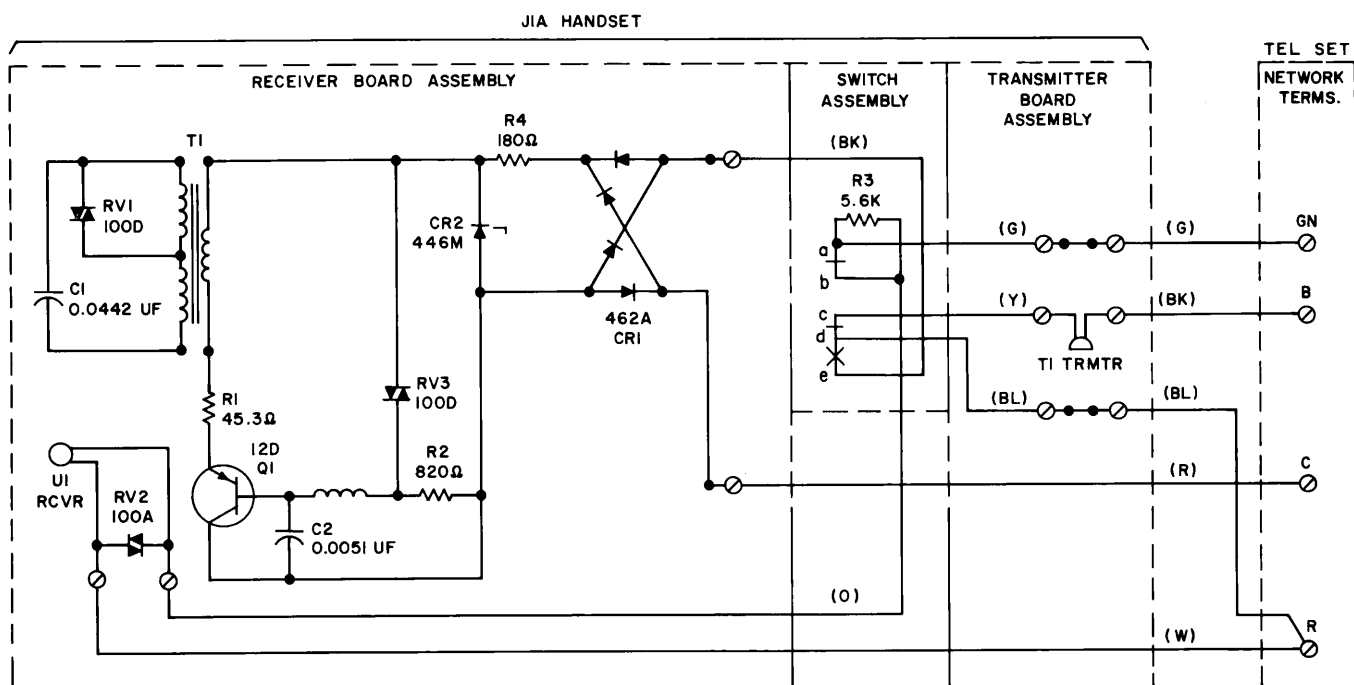 JIA HANDSET
TEL SET
RECEIVER BOARD ASSEMBLY
SWITCH
ASSEMBLY
TRANSMITTER
BOARD
ASSEMBLY
NETWORK
TERMS.
T1
R4
180Ω
(BK)
R3
5.6K
RV1
100D
CR2
446M
a
b
(G)
(G)
GN
C1
0.0442 UF
462A
CR1
c
d
e
(Y)
(BK)
B
T1 TRMTR
R1
45.3Ω
RV3
100D
(BL)
(BL)
12D
Q1
R2
820Ω
U1
RCVR
RV2
100A
(R)
C
C2
0.0051 UF
(O)
(W)
R